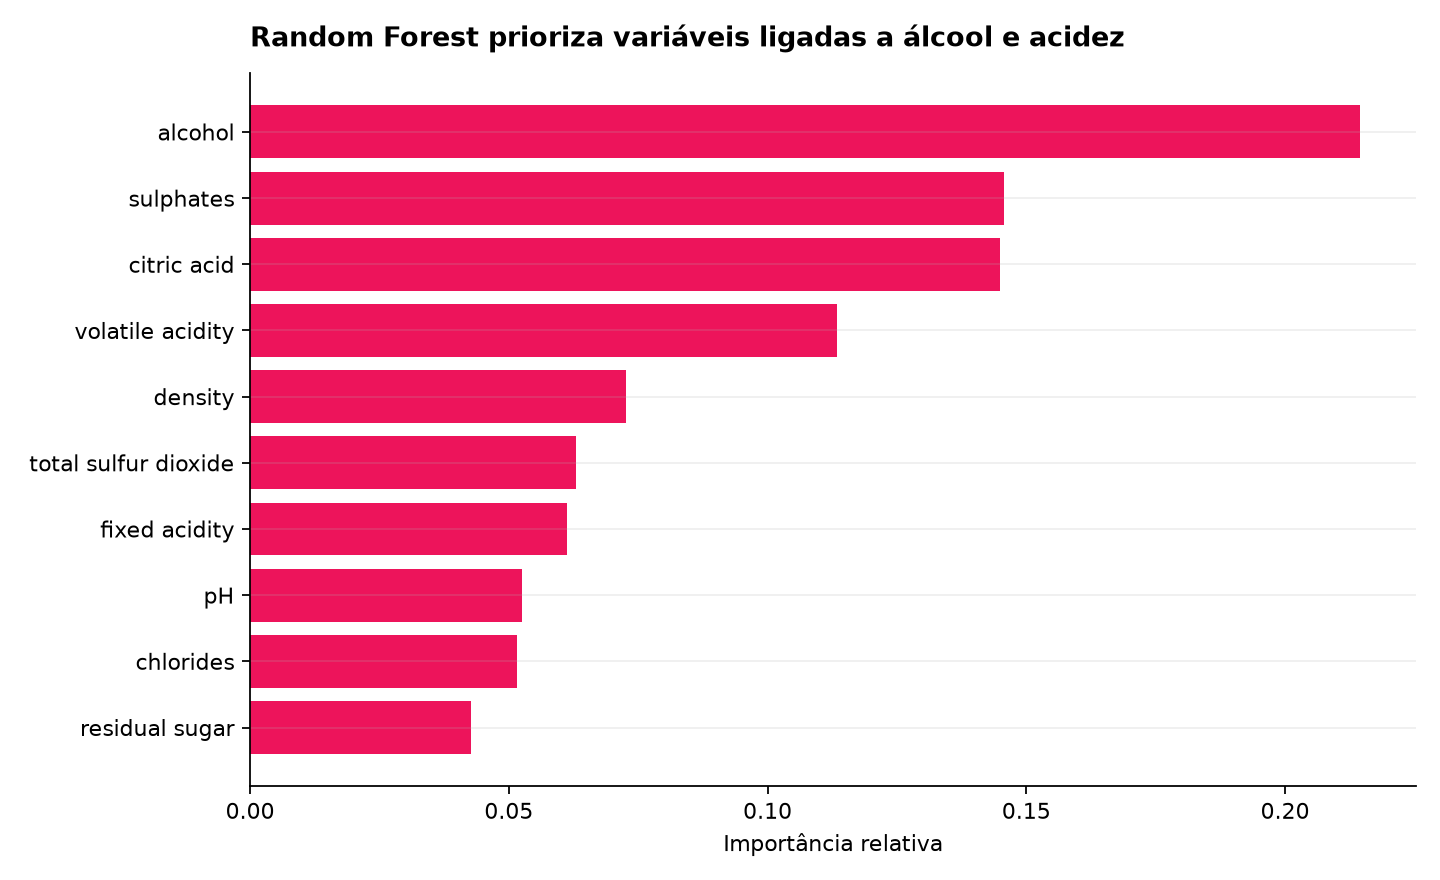 Random Forest prioriza variáveis ligadas a álcool e acidez
alcohol
sulphates
citric acid
volatile acidity
density
total sulfur dioxide
fixed acidity
pH
chlorides
residual sugar
0.00 0.05 0.10 0.15 0.20
Importância relativa